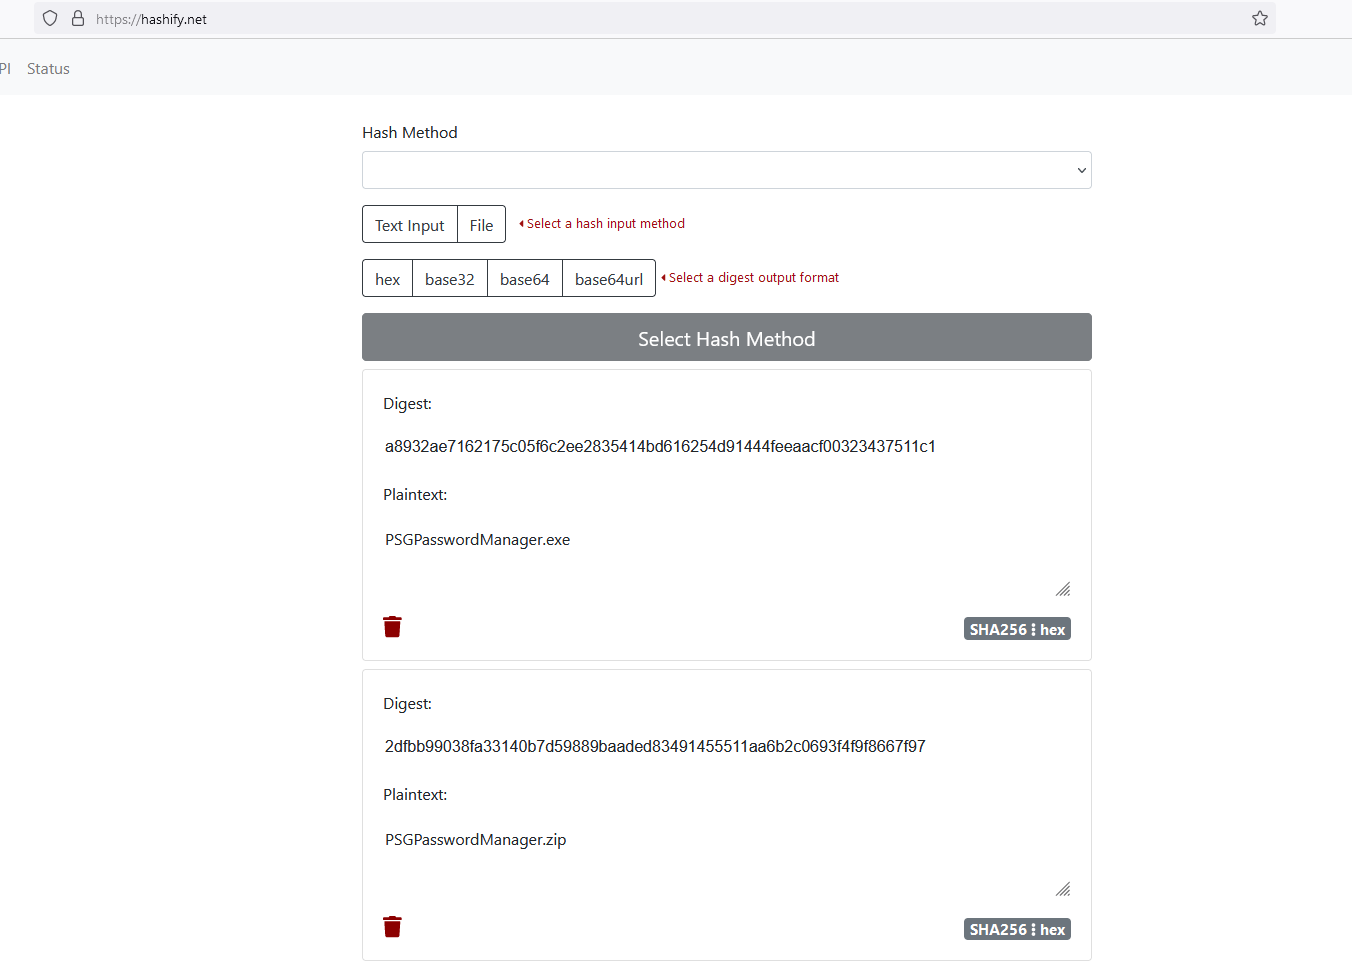 https://hashify.net
PI Status
Hash Method
Text Input File Select a hash input method
hex base32 base64 base64url Select a digest output format
Select Hash Method
Digest:
a8932ae7162175c05f6c2ee2835414bd616254d91444feeaacf00323437511c1
Plaintext:
PSGPasswordManager.exe
SHA256 hex
Digest:
2dfbb99038fa33140b7d59889baaded83491455511aa6b2c0693f4f9f8667f97
Plaintext:
PSGPasswordManager.zip
SHA256 hex